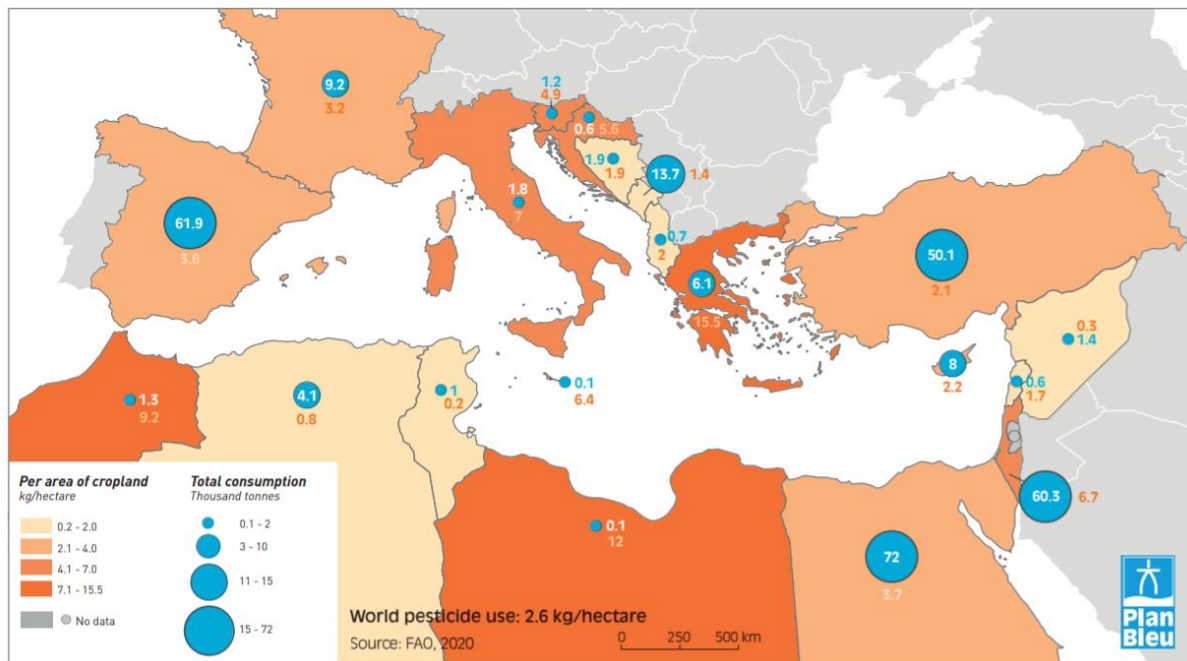 9.2
3.2
1.2
4.9
0.6 5.6
1.9
1.9
13.7 1.4
61.9
3.6
1.8
7
0.7
2
6.1
15.5
50.1
2.1
0.3
1.4
8
2.2
0.6
1.7
0.1
6.4
1.3
9.2
4.1
0.8
1
0.2
60.3 6.7
0.1
12
72
3.7
Per area of cropland
kg/hectare
0.2 - 2.0
2.1 - 4.0
4.1 - 7.0
7.1 - 15.5
No data
Total consumption
Thousand tonnes
0.1 - 2
3 - 10
11 - 15
15 - 72
World pesticide use: 2.6 kg/hectare
Source: FAO, 2020
0 250 500 km
Plan
Bleu